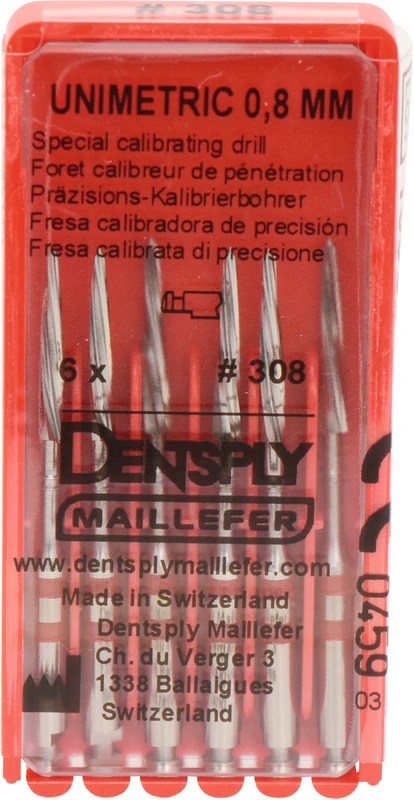 # 308
UNIMETRIC 0,8 MM
Special calibrating drill
Foret calibreur de pénétration
Präzisions-Kalibrierbohrer
Fresa calibradora de precisión
Fresa calibrata di precisione
6 x # 308
DENTSPLY
MAILLEFER
www.dentsplymaillefer.com
Made in Switzerland
Dentsply Maillefer
Ch. du Verger 3
1338 Ballaigues
Switzerland
0459
03